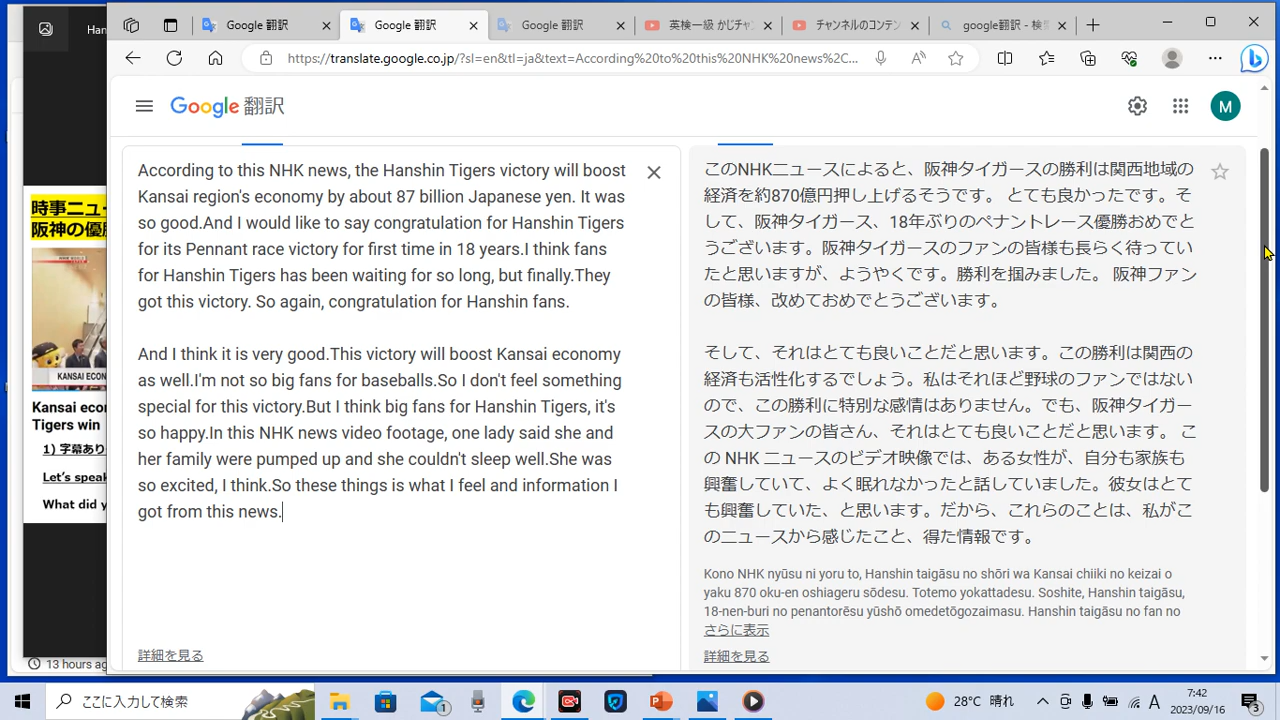 Han
Google 翻訳
Google 翻訳
Google 翻訳
英検一級 かじチャ
チャンネルのコンテン
google翻訳 - 検
https://translate.google.co.jp/?sl=en&tl=ja&text=According%20to%20this%20NHK%20news%2C...
Google 翻訳
M
According to this NHK news, the Hanshin Tigers victory will boost
Kansai region's economy by about 87 billion Japanese yen. It was
so good.And I would like to say congratulation for Hanshin Tigers
for its Pennant race victory for first time in 18 years.I think fans
for Hanshin Tigers has been waiting for so long, but finally.They
got this victory. So again, congratulation for Hanshin fans.
And I think it is very good.This victory will boost Kansai economy
as well.I'm not so big fans for baseballs.So I don't feel something
special for this victory.But I think big fans for Hanshin Tigers, it's
so happy.In this NHK news video footage, one lady said she and
her family were pumped up and she couldn't sleep well.She was
so excited, I think.So these things is what I feel and information I
got from this news.
詳細を見る
このNHKニュースによると、阪神タイガースの勝利は関西地域の
経済を約870億円押し上げるそうです。 とても良かったです。そ
して、阪神タイガース、18年ぶりのペナントレース優勝おめでと
うございます。阪神タイガースのファンの皆様も長らく待ってい
たと思いますが、ようやくです。勝利を掴みました。 阪神ファン
の皆様、改めておめでとうございます。
そして、それはとても良いことだと思います。この勝利は関西の
経済も活性化するでしょう。私はそれほど野球のファンではない
ので、この勝利に特別な感情はありません。でも、阪神タイガー
スの大ファンの皆さん、それはとても良いことだと思います。 こ
の NHK ニュースのビデオ映像では、ある女性が、自分も家族も
興奮していて、よく眠れなかったと話していました。彼女はとて
も興奮していた、と思います。だから、これらのことは、私がこ
のニュースから感じたこと、得た情報です。
Kono NHK nyūsu ni yoru to, Hanshin taigāsu no shōri wa Kansai chiiki no keizai o
yaku 870 oku-en oshiageru sōdesu. Totemo yokattadesu. Soshite, Hanshin taigāsu,
18-nen-buri no penantorēsu yūshō omedetōgozaimasu. Hanshin taigāsu no fan no
さらに表示
詳細を見る
時事ニュ
阪神の優勝
KANSAI ECON
Kansai econ
Tigers win
1) 字幕あり
Let's speak
What did y
13 hours ag
ここに入力して検索
1
28°C 晴れ
A
7:42
2023/09/16
3